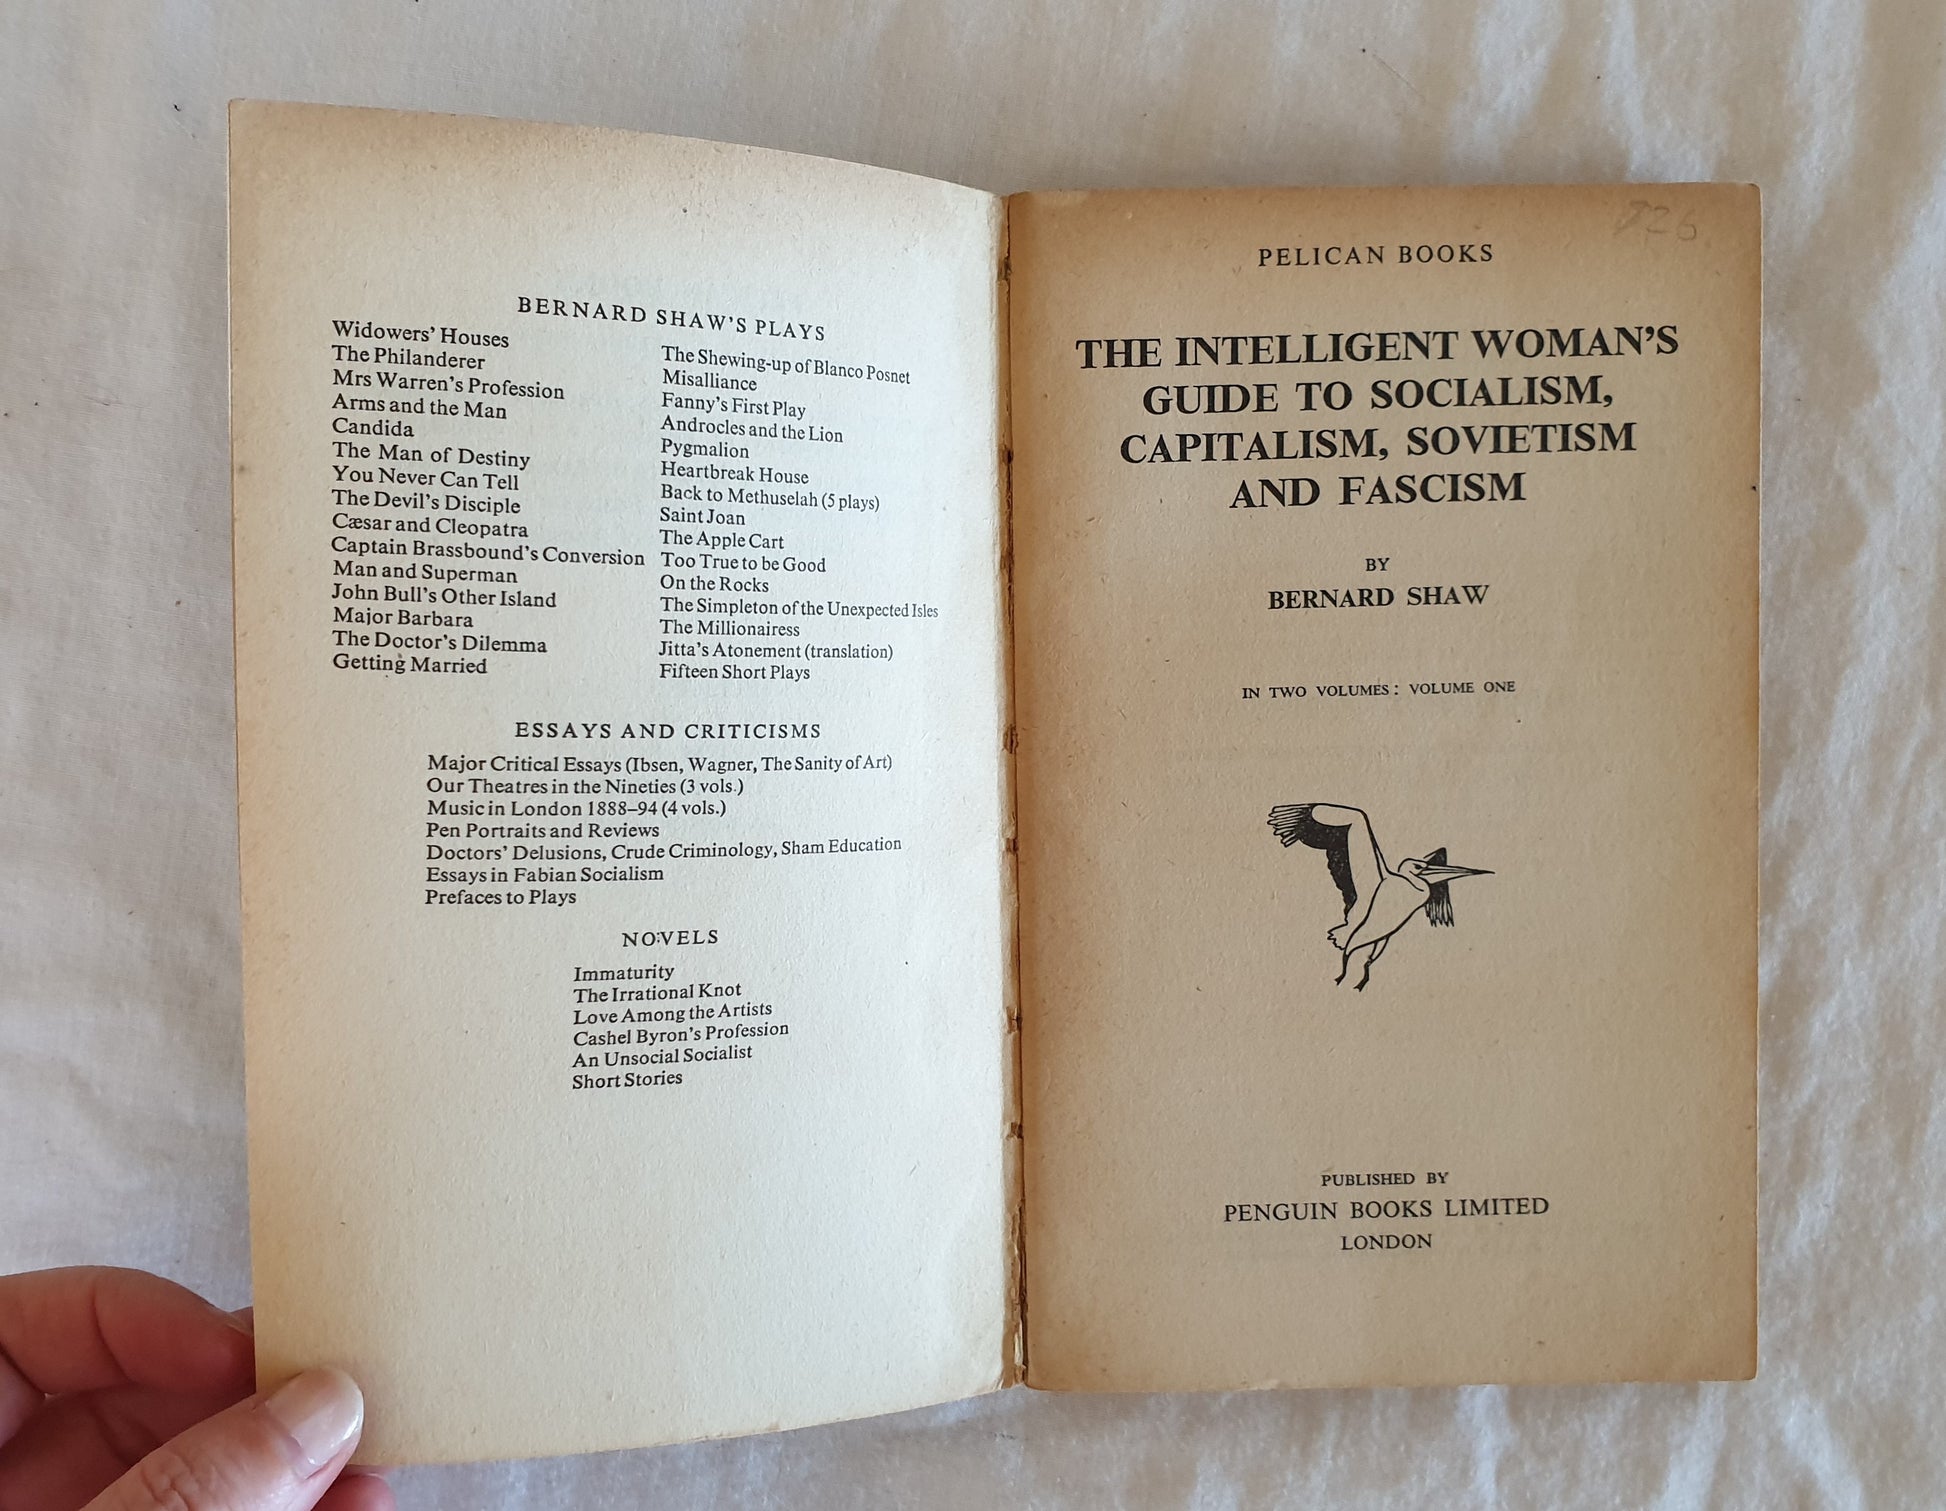 BERNARD SHAW'S PLAYS
Widowers' Houses
The Philanderer
Mrs Warren's Profession
Arms and the Man
Candida
The Man of Destiny
You Never Can Tell
The Devil's Disciple
Cæsar and Cleopatra
Captain Brassbound's Conversion
Man and Superman
John Bull's Other Island
Major Barbara
The Doctor's Dilemma
Getting Married
The Shewing-up of Blanco Posnet
Misalliance
Fanny's First Play
Androcles and the Lion
Pygmalion
Heartbreak House
Back to Methuselah (5 plays)
Saint Joan
The Apple Cart
Too True to be Good
On the Rocks
The Simpleton of the Unexpected Isles
The Millionairess
Jitta's Atonement (translation)
Fifteen Short Plays
ESSAYS AND CRITICISMS
Major Critical Essays (Ibsen, Wagner, The Sanity of Art)
Our Theatres in the Nineties (3 vols.)
Music in London 1888–94 (4 vols.)
Pen Portraits and Reviews
Doctors' Delusions, Crude Criminology, Sham Education
Essays in Fabian Socialism
Prefaces to Plays
NOVELS
Immaturity
The Irrational Knot
Love Among the Artists
Cashel Byron's Profession
An Unsocial Socialist
Short Stories
PELICAN BOOKS
THE INTELLIGENT WOMAN'S
GUIDE TO SOCIALISM,
CAPITALISM, SOVIETISM
AND FASCISM
BY
BERNARD SHAW
IN TWO VOLUMES: VOLUME ONE
PUBLISHED BY
PENGUIN BOOKS LIMITED
LONDON